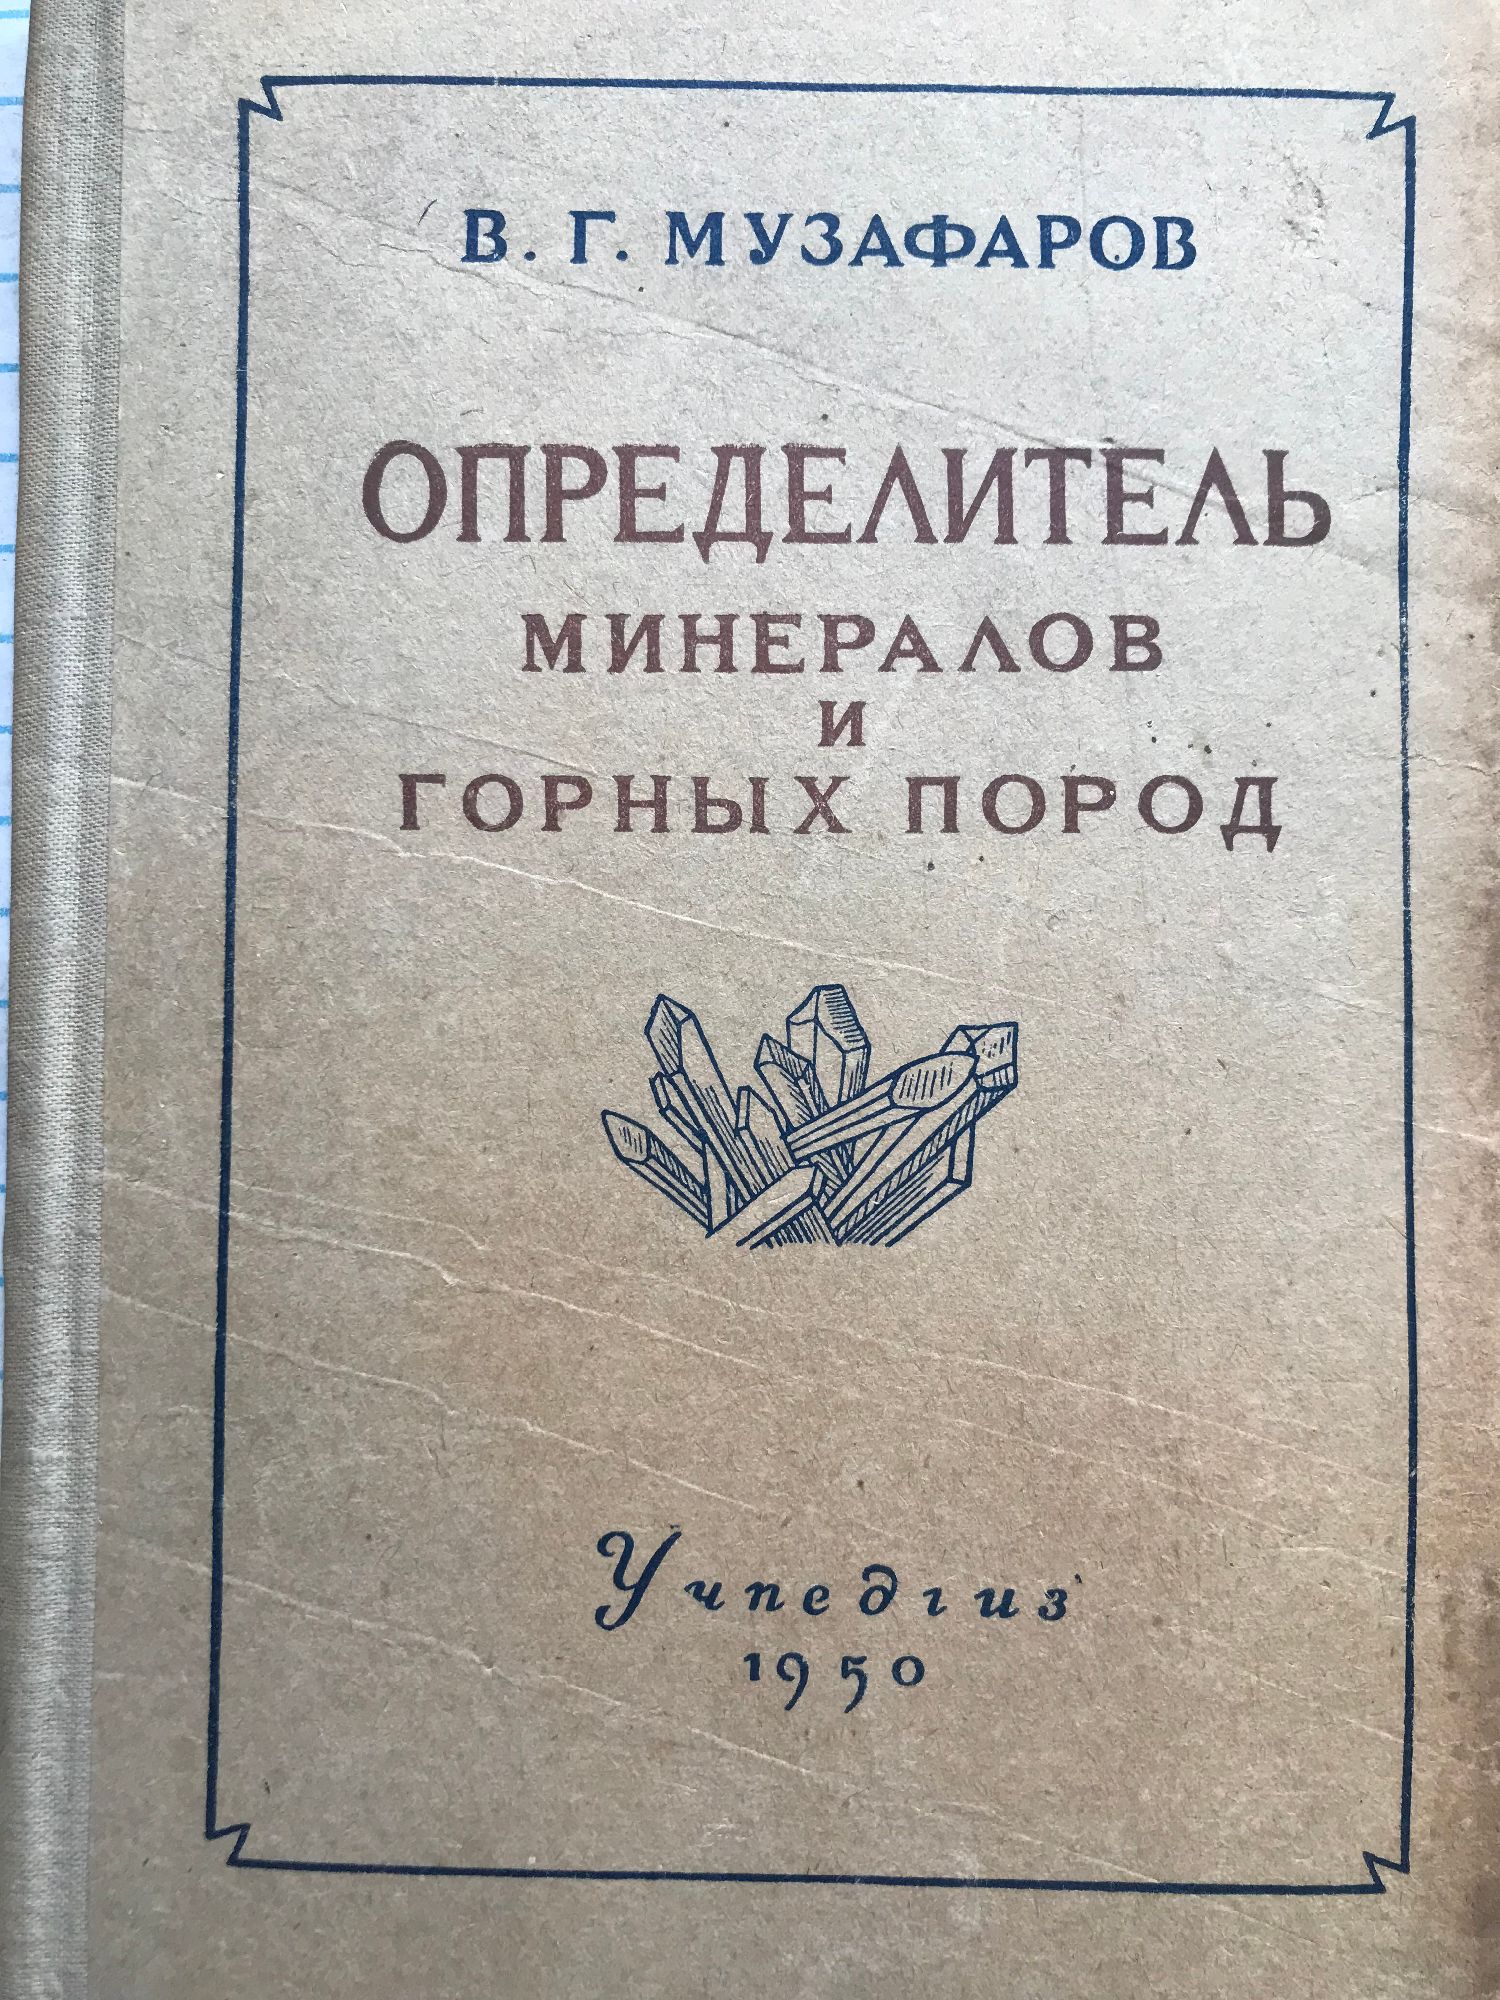 В. Г. МУЗАФАРОВ
ОПРЕДЕЛИТЕЛЬ
МИНЕРАЛОВ
И
ГОРНЫХ ПОРОД
Учпедгиз
1950